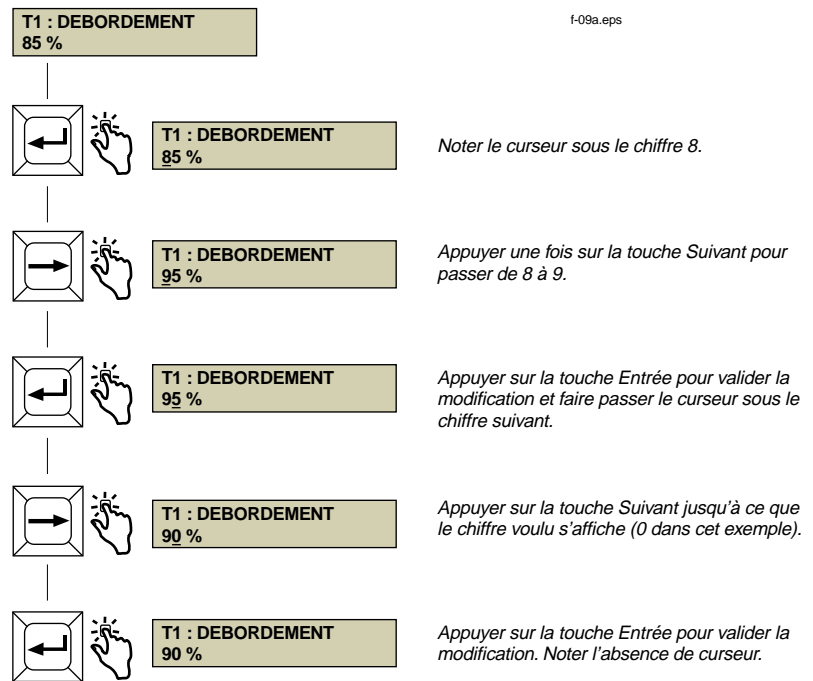 T1 : DEBORDEMENT
85 %
f-09a.eps
T1 : DEBORDEMENT
85 %
Noter le curseur sous le chiffre 8.
T1 : DEBORDEMENT
95 %
Appuyer une fois sur la touche Suivant pour
passer de 8 à 9.
T1 : DEBORDEMENT
95 %
Appuyer sur la touche Entrée pour valider la
modification et faire passer le curseur sous le
chiffre suivant.
T1 : DEBORDEMENT
90 %
Appuyer sur la touche Suivant jusqu'à ce que
le chiffre voulu s'affiche (0 dans cet exemple).
T1 : DEBORDEMENT
90 %
Appuyer sur la touche Entrée pour valider la
modification. Noter l'absence de curseur.